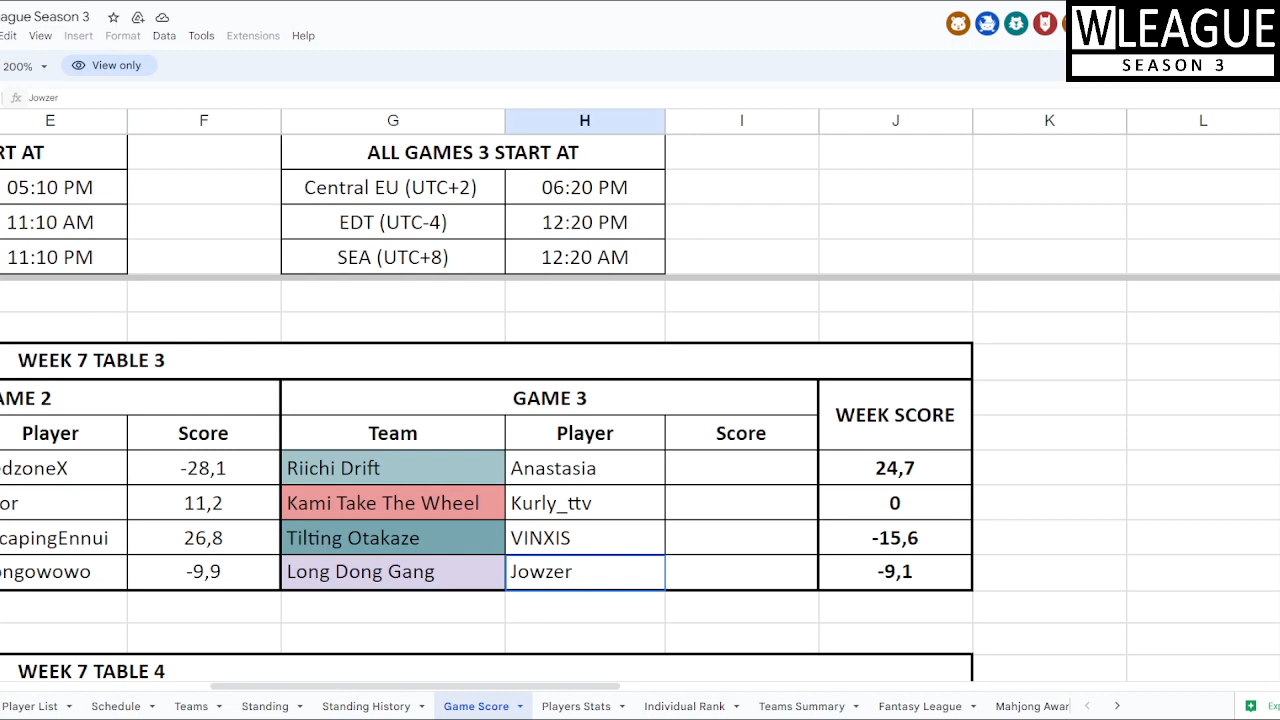 ague Season 3
WLEAGUE
SEASON 3
Edit View Insert Format Data Tools Extensions Help
200% View only
fx Jowzer
E F G H I J K L
RT AT ALL GAMES 3 START AT
05:10 PM Central EU (UTC+2) 06:20 PM
11:10 AM EDT (UTC-4) 12:20 PM
11:10 PM SEA (UTC+8) 12:20 AM
WEEK 7 TABLE 3
AME 2 GAME 3 WEEK SCORE
Player Score Team Player Score
edzoneX -28,1 Riichi Drift Anastasia 24,7
or 11,2 Kami Take The Wheel Kurly_ttv 0
capingEnnui 26,8 Tilting Otakaze VINXIS -15,6
ongowowo -9,9 Long Dong Gang Jowzer -9,1
WEEK 7 TABLE 4
Player List Schedule Teams Standing Standing History Game Score Players Stats Individual Rank Teams Summary Fantasy League Mahjong Awar Exp